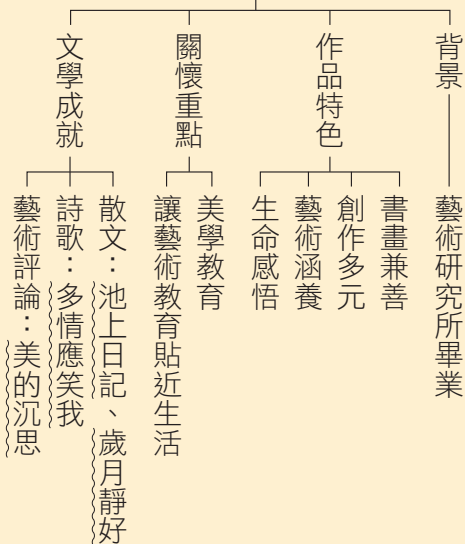 背景
藝術研究所畢業
作品特色
書畫兼善
創作多元
藝術涵養
生命感悟
關懷重點
美學教育
讓藝術教育貼近生活
文學成就
散文：池上日記、歲月靜好
詩歌：多情應笑我
藝術評論：美的沉思